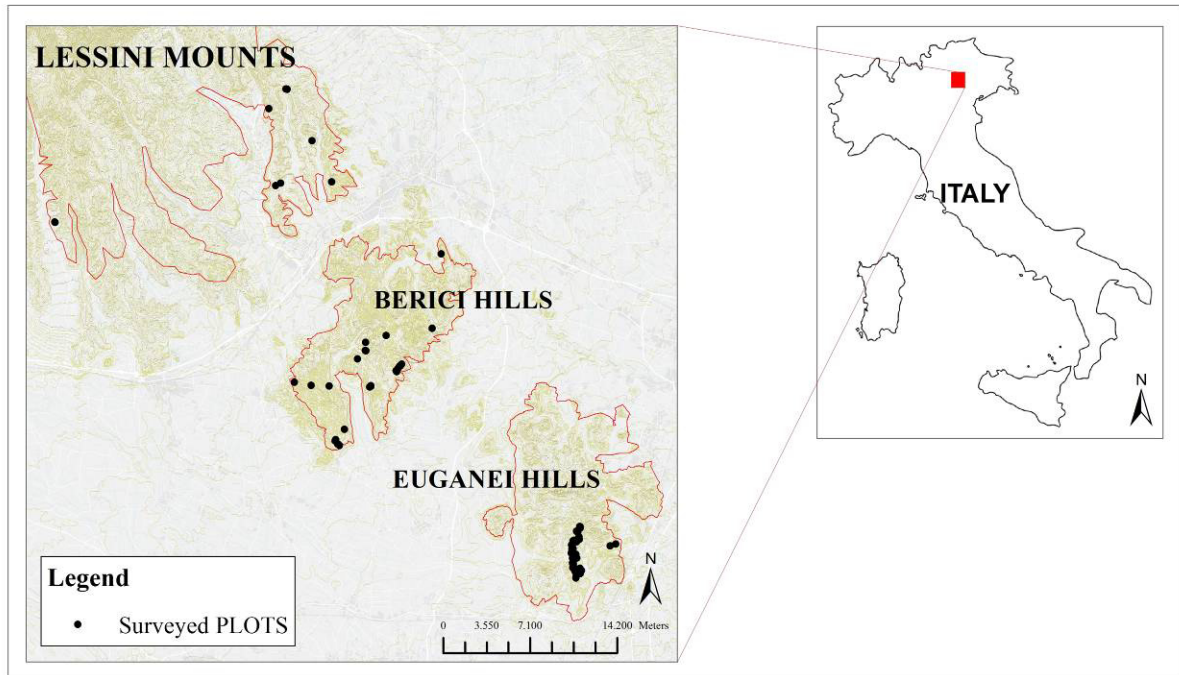 LESSINI MOUNTS
BERICI HILLS
EUGANEI HILLS
Legend
Surveyed PLOTS
N
0 3.550 7.100 14.200 Meters
ITALY
N